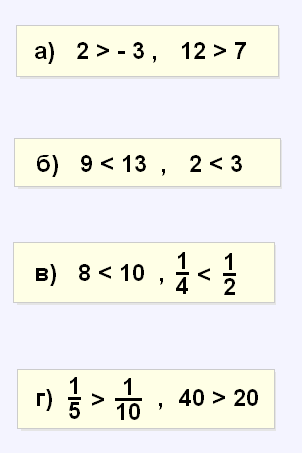 а) 2 > - 3 , 12 > 7
б) 9 < 13 , 2 < 3
в) 8 < 10 , 1/4 < 1/2
г) 1/5 > 1/10 , 40 > 20